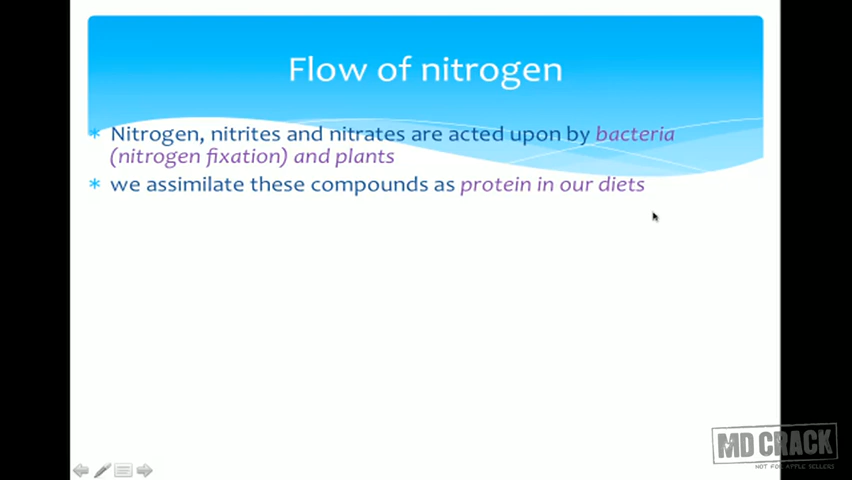 Flow of nitrogen
* Nitrogen, nitrites and nitrates are acted upon by bacteria
(nitrogen fixation) and plants
* we assimilate these compounds as protein in our diets
MD CRACK
NOT FOR APPLE SELLERS